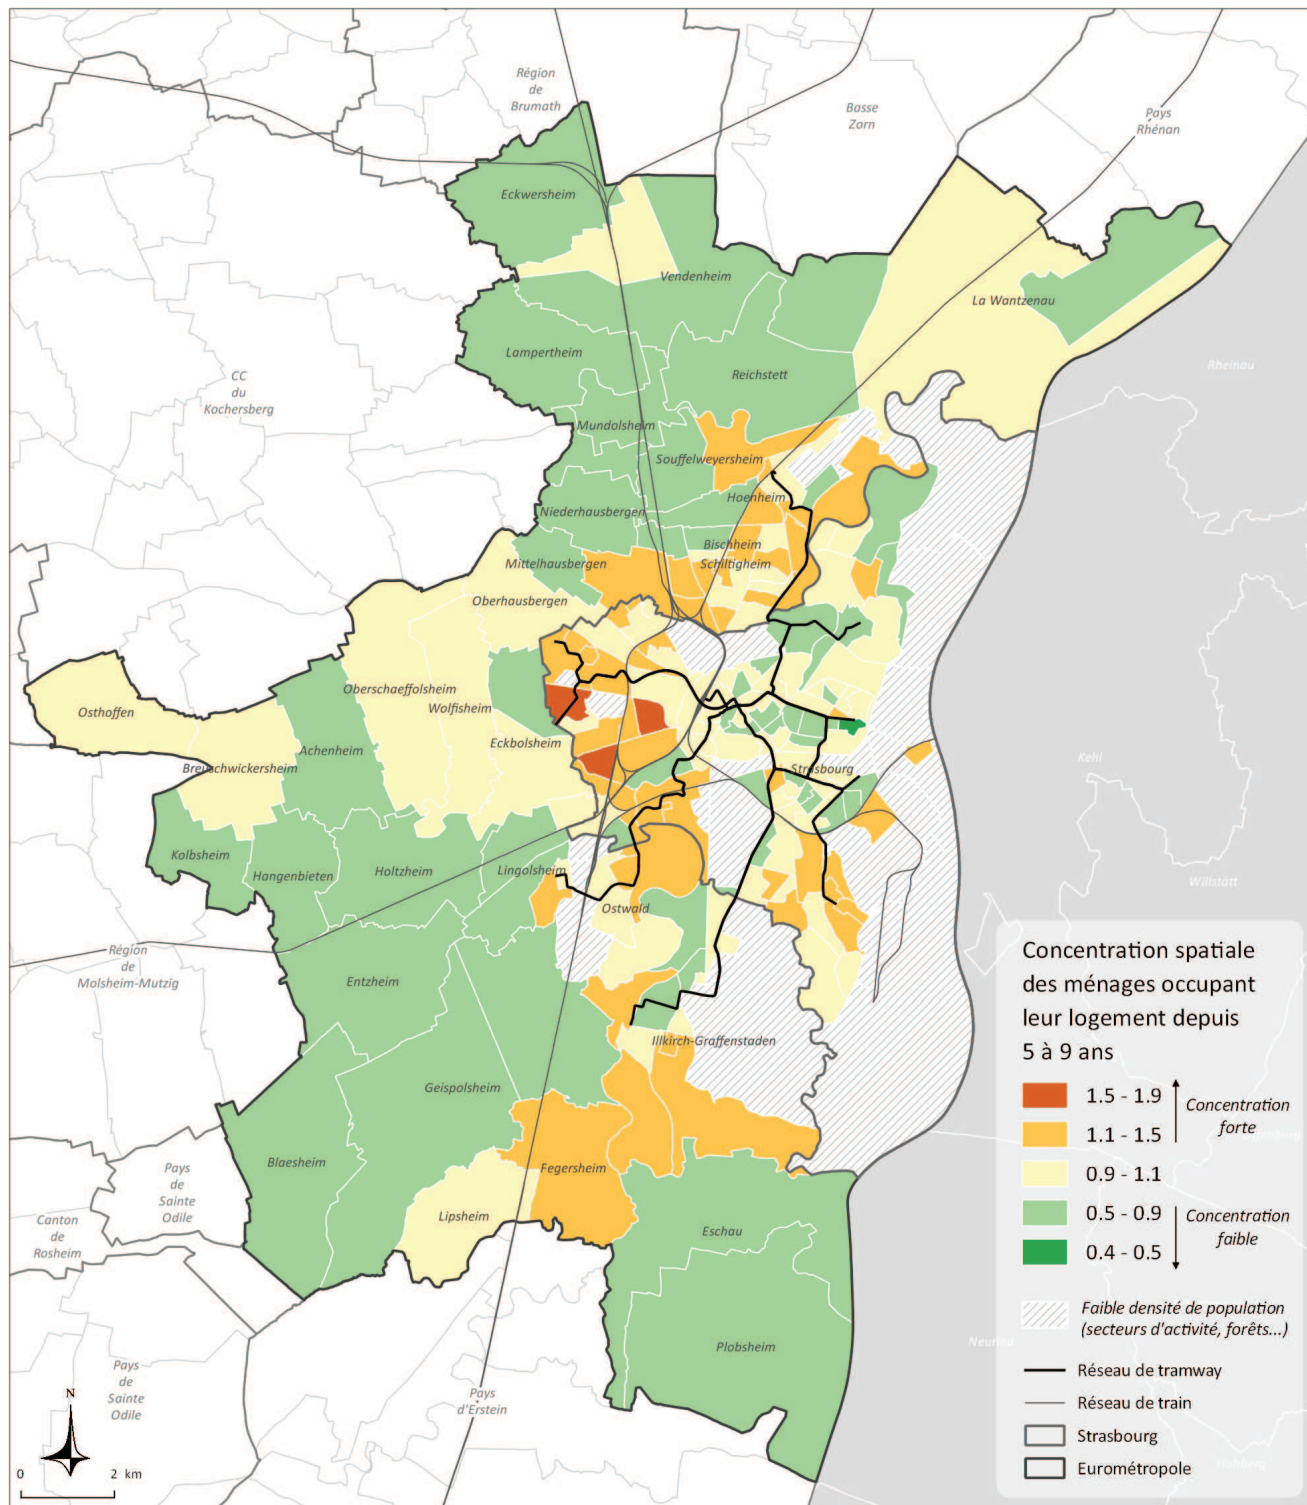 Région
de
Brumath
Basse
Zorn
Pays
Rhénan
Eckwersheim
Vendenheim
La Wantzenau
Lampertheim
Reichstett
Rheinau
CC
du
Kochersberg
Mundolsheim
Souffelweyersheim
Hoenheim
Niederhausbergen
Bischheim
Mittelhausbergen
Schiltigheim
Oberhausbergen
Oberschaeffolsheim
Wolfisheim
Osthoffen
Achenheim
Eckbolsheim
Breuschwickersheim
Strasbourg
Kehl
Kolbsheim
Hangenbieten
Holtzheim
Lingolsheim
Willstätt
Ostwald
Région
de
Molsheim-Mutzig
Entzheim
Illkirch-Graffenstaden
Geispolsheim
Blaesheim
Fegersheim
Pays
de
Sainte
Odile
Lipsheim
Eschau
Canton
de
Rosheim
Plobsheim
Pays
de
Sainte
Odile
Pays
d'Erstein
N
0 2 km
Concentration spatiale
des ménages occupant
leur logement depuis
5 à 9 ans
1.5 - 1.9
1.1 - 1.5
Concentration
forte
0.9 - 1.1
0.5 - 0.9
Concentration
faible
0.4 - 0.5
Faible densité de population
(secteurs d'activité, forêts...)
Réseau de tramway
Réseau de train
Strasbourg
Eurométropole